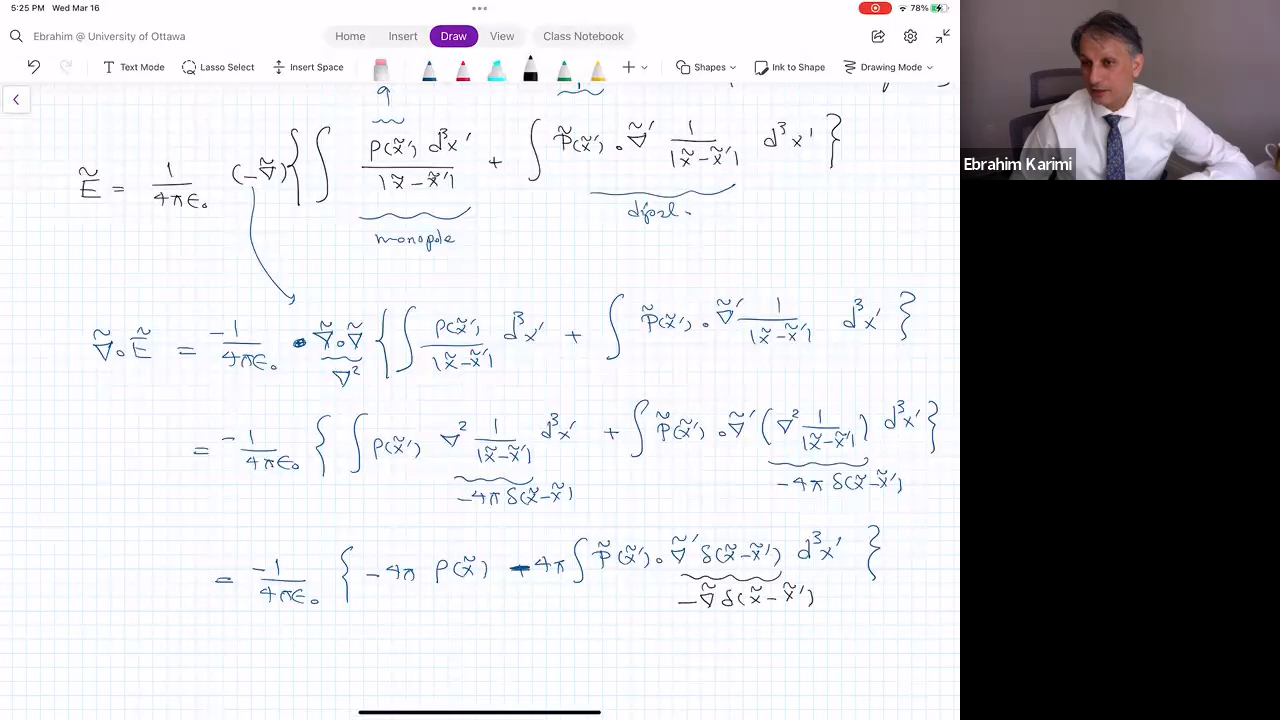 5:25 PM Wed Mar 16
78%
Ebrahim @ University of Ottawa
Home Insert Draw View Class Notebook
Text Mode Lasso Select Insert Space Shapes Ink to Shape Drawing Mode
q
Ẽ = 1/4πε₀ (-∇̃) { ∫ ρ(x̃') d³x' / |x̃-x̃'| + ∫ P̃(x̃') • ∇̃' 1/|x̃-x̃'| d³x' }
monopole
∇̃ • Ẽ = -1/4πε₀ • ∇̃ • ∇̃ { ∫ ρ(x̃')/|x̃-x̃'| d³x' + ∫ P̃(x̃') • ∇̃' 1/|x̃-x̃'| d³x' }
∇²
= -1/4πε₀ { ∫ ρ(x̃') ∇² 1/|x̃-x̃'| d³x' + ∫ P̃(x̃') • ∇̃' (∇² 1/|x̃-x̃'|) d³x' }
-4π δ(x̃-x̃') -4π δ(x̃-x̃')
= -1/4πε₀ { -4π ρ(x̃) - 4π ∫ P̃(x̃') • ∇̃' δ(x̃-x̃') d³x' }
-∇̃ δ(x̃-x̃')
Ebrahim Karimi